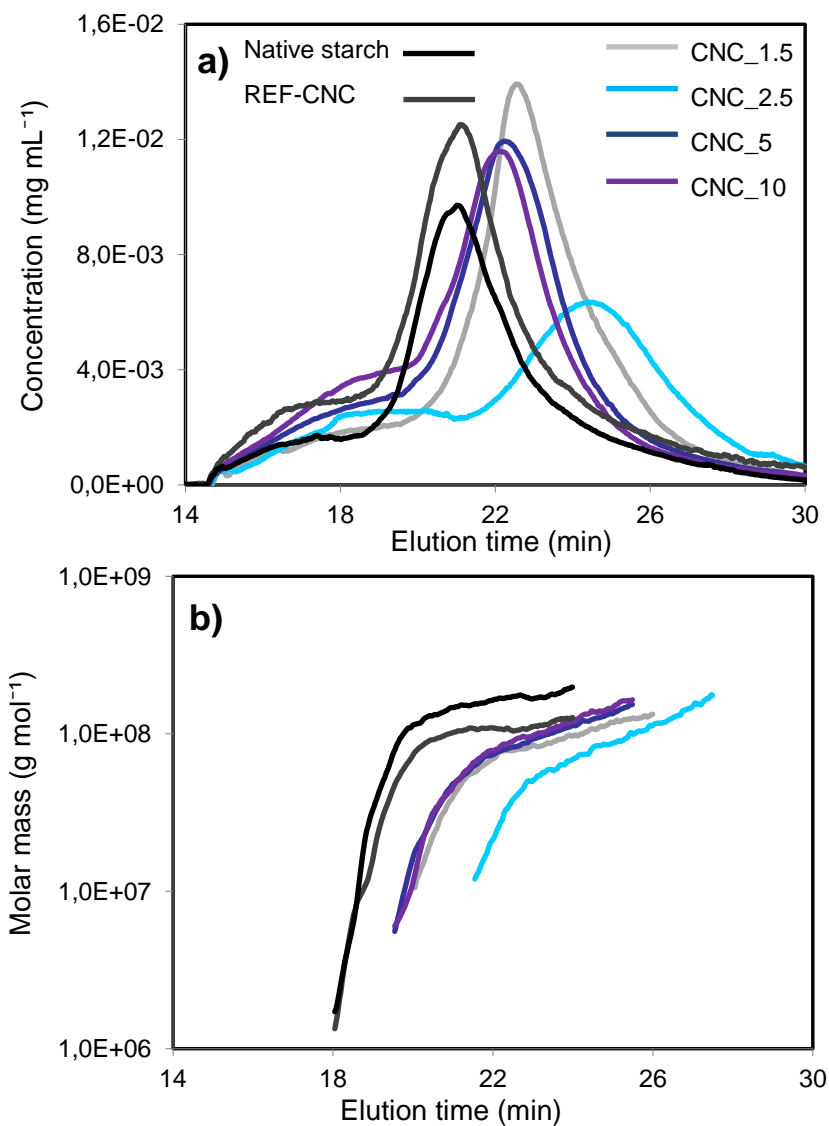 1,6E-02
1,2E-02
8,0E-03
4,0E-03
0,0E+00
Concentration (mg mL⁻¹)
a)
Native starch
REF-CNC
CNC_1.5
CNC_2.5
CNC_5
CNC_10
14 18 22 26 30
Elution time (min)
1,0E+09
1,0E+08
1,0E+07
1,0E+06
Molar mass (g mol⁻¹)
b)
14 18 22 26 30
Elution time (min)